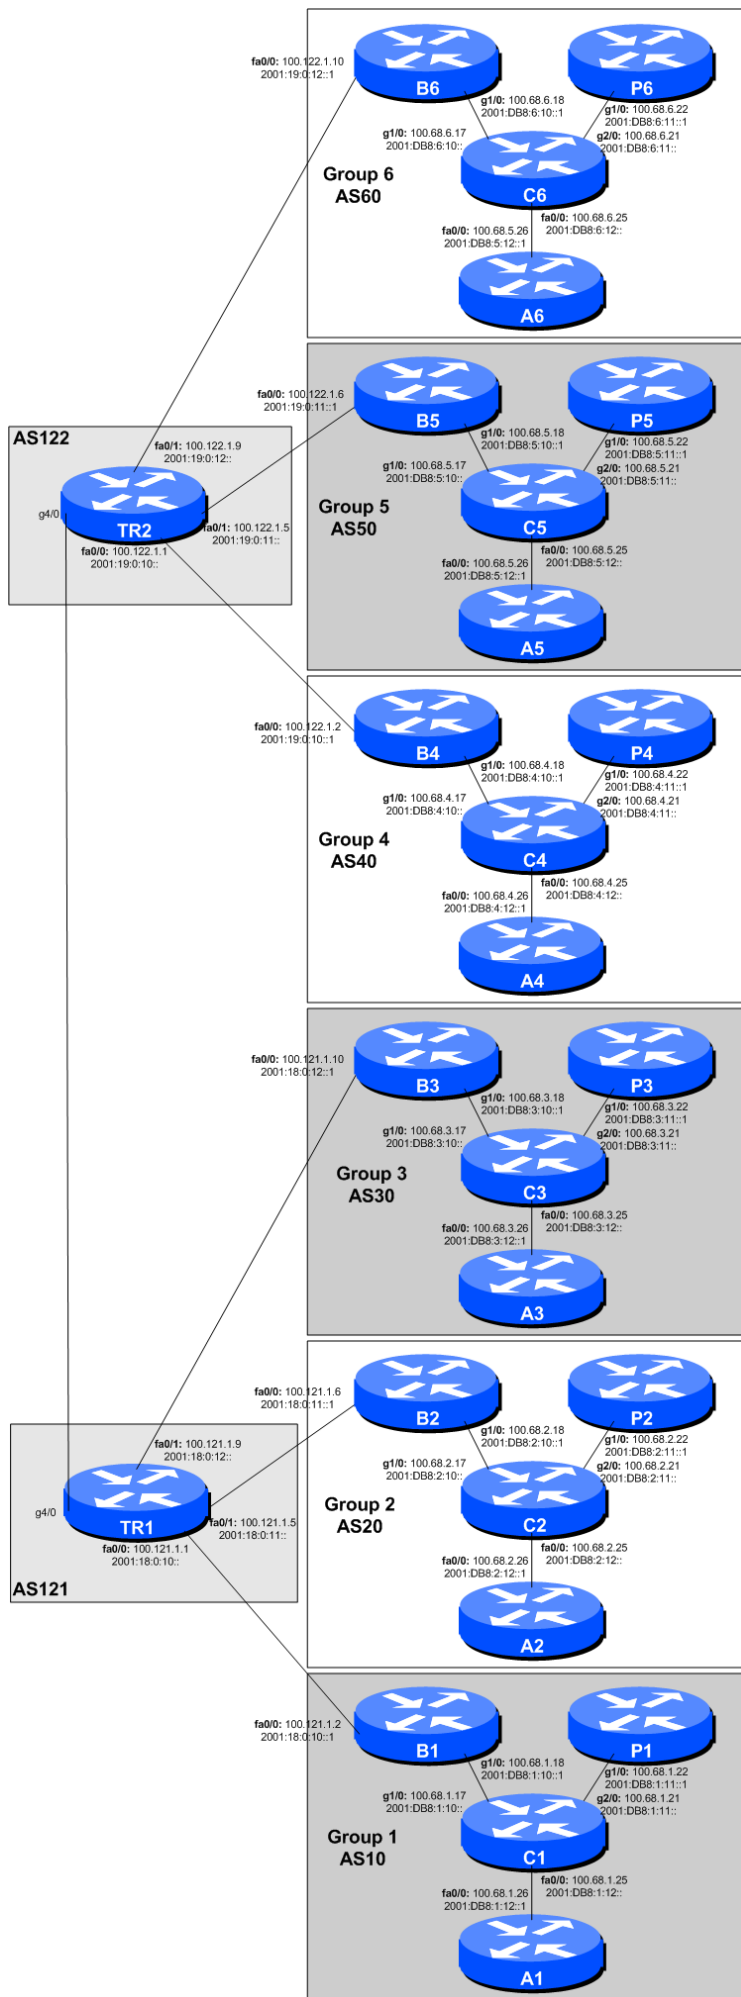 fa0/0: 100.122.1.10
2001:19:0:12::1
B6
P6
g1/0: 100.68.6.18
2001:DB8:6:10::1
g1/0: 100.68.6.22
2001:DB8:6:11::1
g1/0: 100.68.6.17
2001:DB8:6:10::
g2/0: 100.68.6.21
2001:DB8:6:11::
Group 6
AS60
C6
fa0/0: 100.68.6.25
2001:DB8:6:12::
fa0/0: 100.68.5.26
2001:DB8:5:12::1
A6
fa0/0: 100.122.1.6
2001:19:0:11::1
B5
P5
g1/0: 100.68.5.18
2001:DB8:5:10::1
g1/0: 100.68.5.22
2001:DB8:5:11::1
g1/0: 100.68.5.17
2001:DB8:5:10::
g2/0: 100.68.5.21
2001:DB8:5:11::
Group 5
AS50
C5
fa0/0: 100.68.5.25
2001:DB8:5:12::
fa0/0: 100.68.5.26
2001:DB8:5:12::1
A5
AS122
fa0/1: 100.122.1.9
2001:19:0:12::
g4/0
TR2
fa0/1: 100.122.1.5
2001:19:0:11::
fa0/0: 100.122.1.1
2001:19:0:10::
fa0/0: 100.122.1.2
2001:19:0:10::1
B4
P4
g1/0: 100.68.4.18
2001:DB8:4:10::1
g1/0: 100.68.4.22
2001:DB8:4:11::1
g1/0: 100.68.4.17
2001:DB8:4:10::
g2/0: 100.68.4.21
2001:DB8:4:11::
Group 4
AS40
C4
fa0/0: 100.68.4.25
2001:DB8:4:12::
fa0/0: 100.68.4.26
2001:DB8:4:12::1
A4
fa0/0: 100.121.1.10
2001:18:0:12::1
B3
P3
g1/0: 100.68.3.18
2001:DB8:3:10::1
g1/0: 100.68.3.22
2001:DB8:3:11::1
g1/0: 100.68.3.17
2001:DB8:3:10::
g2/0: 100.68.3.21
2001:DB8:3:11::
Group 3
AS30
C3
fa0/0: 100.68.3.25
2001:DB8:3:12::
fa0/0: 100.68.3.26
2001:DB8:3:12::1
A3
fa0/0: 100.121.1.6
2001:18:0:11::1
B2
P2
g1/0: 100.68.2.18
2001:DB8:2:10::1
g1/0: 100.68.2.22
2001:DB8:2:11::1
g1/0: 100.68.2.17
2001:DB8:2:10::
g2/0: 100.68.2.21
2001:DB8:2:11::
Group 2
AS20
C2
fa0/0: 100.68.2.25
2001:DB8:2:12::
fa0/0: 100.68.2.26
2001:DB8:2:12::1
A2
fa0/1: 100.121.1.9
2001:18:0:12::
g4/0
TR1
fa0/1: 100.121.1.5
2001:18:0:11::
fa0/0: 100.121.1.1
2001:18:0:10::
AS121
fa0/0: 100.121.1.2
2001:18:0:10::1
B1
P1
g1/0: 100.68.1.18
2001:DB8:1:10::1
g1/0: 100.68.1.22
2001:DB8:1:11::1
g1/0: 100.68.1.17
2001:DB8:1:10::
g2/0: 100.68.1.21
2001:DB8:1:11::
Group 1
AS10
C1
fa0/0: 100.68.1.25
2001:DB8:1:12::
fa0/0: 100.68.1.26
2001:DB8:1:12::1
A1